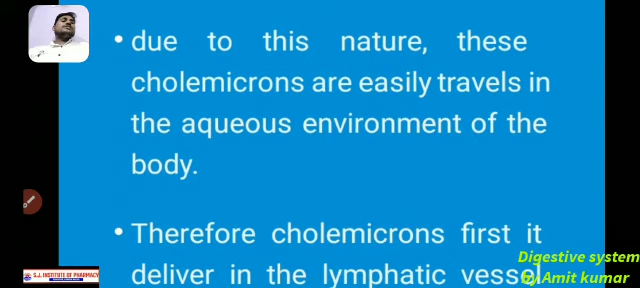 • due to this nature, these
cholemicrons are easily travels in
the aqueous environment of the
body.
• Therefore cholemicrons first it
deliver in the lymphatic vessel
Digestive system
by Amit kumar
S.J. INSTITUTE OF PHARMACY